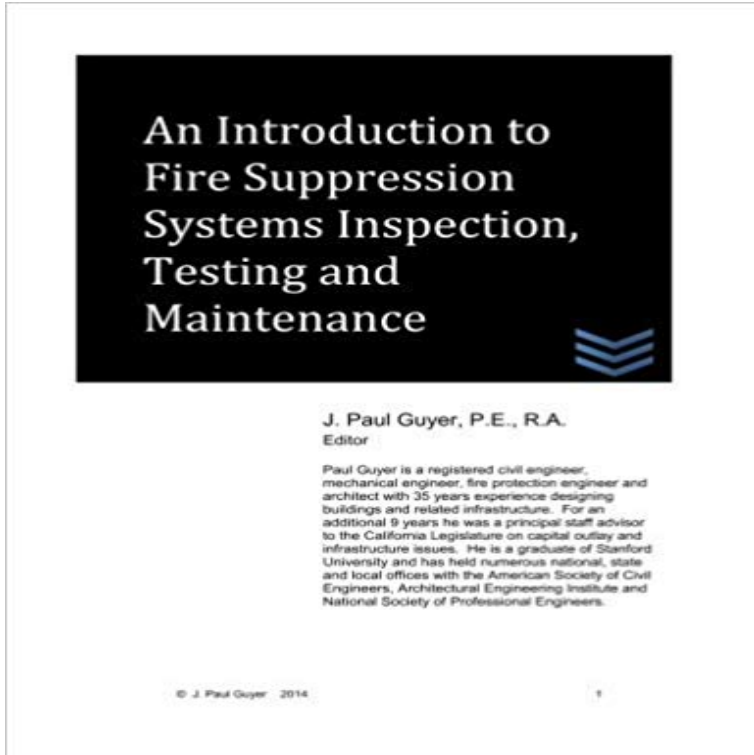 An Introduction to
Fire Suppression
Systems Inspection,
Testing and
Maintenance
J. Paul Guyer, P.E., R.A.
Editor
Paul Guyer is a registered civil engineer,
mechanical engineer, fire protection engineer and
architect with 35 years experience designing
buildings and related infrastructure. For an
additional 9 years he was a principal staff advisor
to the California Legislature on capital outlay and
infrastructure issues. He is a graduate of Stanford
University and has held numerous national, state
and local offices with the American Society of Civil
Engineers, Architectural Engineering Institute and
National Society of Professional Engineers.
© J. Paul Guyer 2014 1